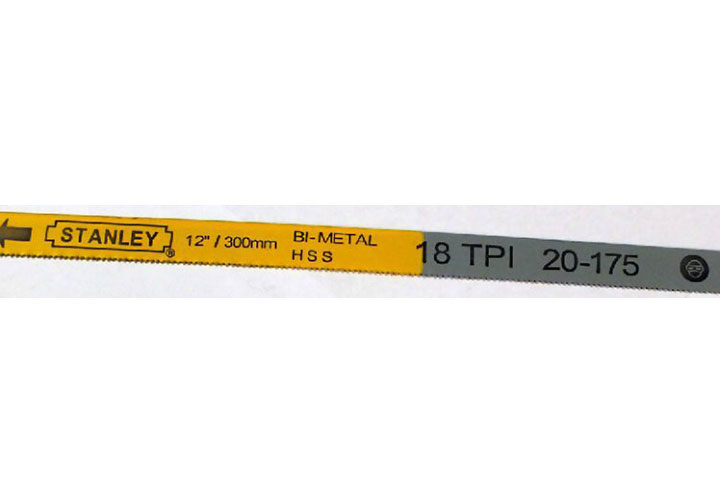 STANLEY® 12" / 300mm BI-METAL
HSS
18 TPI 20-175